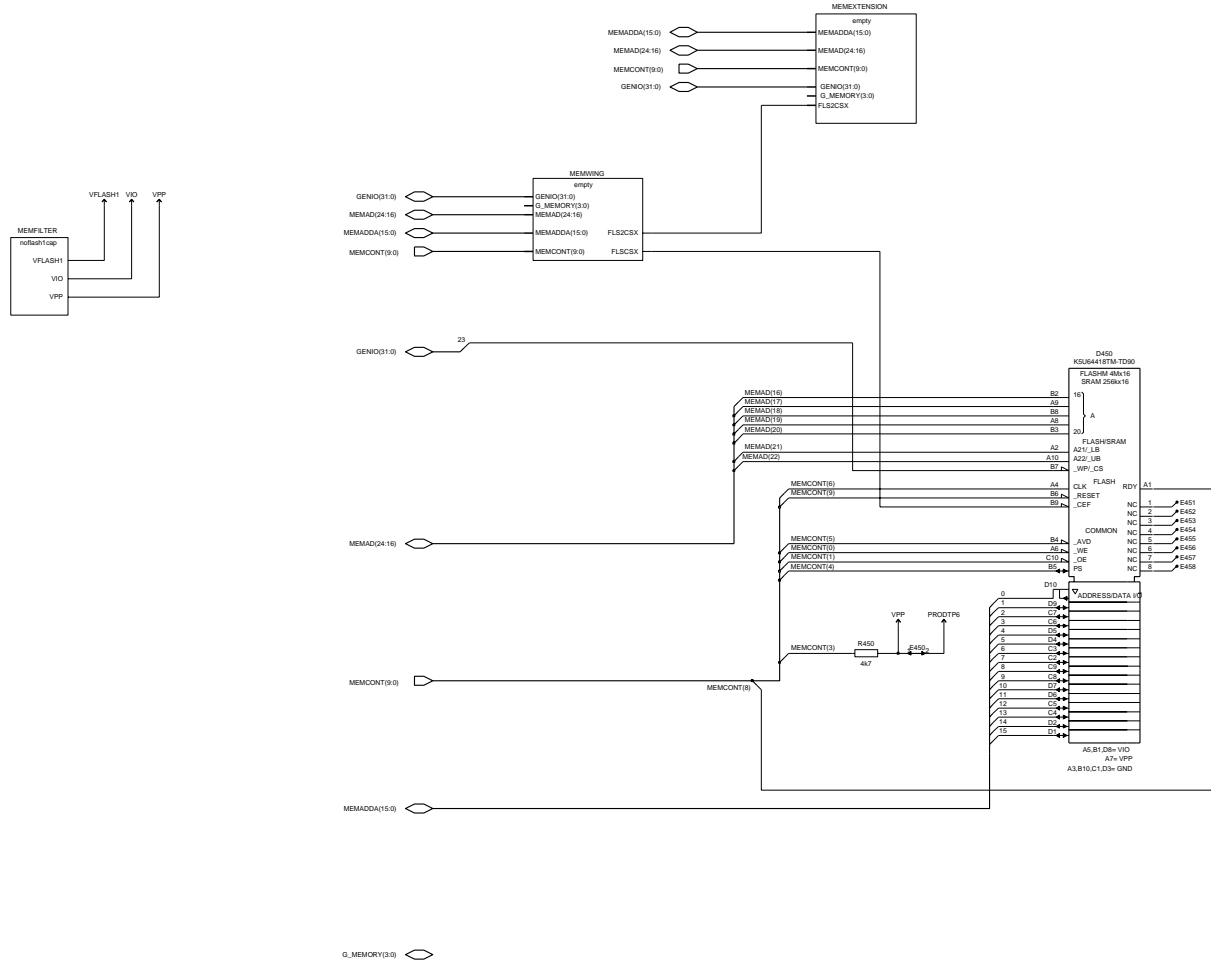 MEMEXTENSION
empty
MEMADDA(15:0)
MEMADDA(15:0)
MEMAD(24:16)
MEMAD(24:16)
MEMCONT(9:0)
MEMCONT(9:0)
GENIO(31:0)
GENIO(31:0)
G_MEMORY(3:0)
FLS2CSX
MEMWING
empty
GENIO(31:0)
GENIO(31:0)
G_MEMORY(3:0)
MEMAD(24:16)
MEMAD(24:16)
MEMADDA(15:0)
MEMADDA(15:0)
FLS2CSX
MEMCONT(9:0)
MEMCONT(9:0)
FLSCSX
VFLASH1 VIO VPP
MEMFILTER
noflash1cap
VFLASH1
VIO
VPP
GENIO(31:0)
23
D450
K5U64418TM-TD90
FLASHM 4Mx16
SRAM 256kx16
MEMAD(16) B2 16
MEMAD(17) A9
MEMAD(18) B8 A
MEMAD(19) A8
MEMAD(20) B3 20
FLASH/SRAM
MEMAD(21) A2 A21/_LB
MEMAD(22) A10 A22/_UB
B7 _WP/_CS
FLASH
MEMCONT(6) A4 CLK RDY A1
MEMCONT(9) B6 _RESET
B9 _CEF
NC 1 E451
NC 2 E452
NC 3 E453
COMMON NC 4 E454
MEMAD(24:16)
MEMCONT(5) B4 _AVD NC 5 E455
MEMCONT(0) A6 _WE NC 6 E456
MEMCONT(1) C10 _OE NC 7 E457
MEMCONT(4) B5 PS NC 8 E458
0 D10 ADDRESS/DATA I/O
1 D9
2 C7
3 C6
4 D5
5 D4
6 C3
7 C2
8 C9
9 C8
10 D7
11 D6
12 C5
13 C4
14 D2
15 D1
VPP PRODTP6
MEMCONT(3) R450 E450 2
4k7
MEMCONT(9:0)
MEMCONT(8)
A5,B1,D8= VIO
A7= VPP
A3,B10,C1,D3= GND
MEMADDA(15:0)
G_MEMORY(3:0)